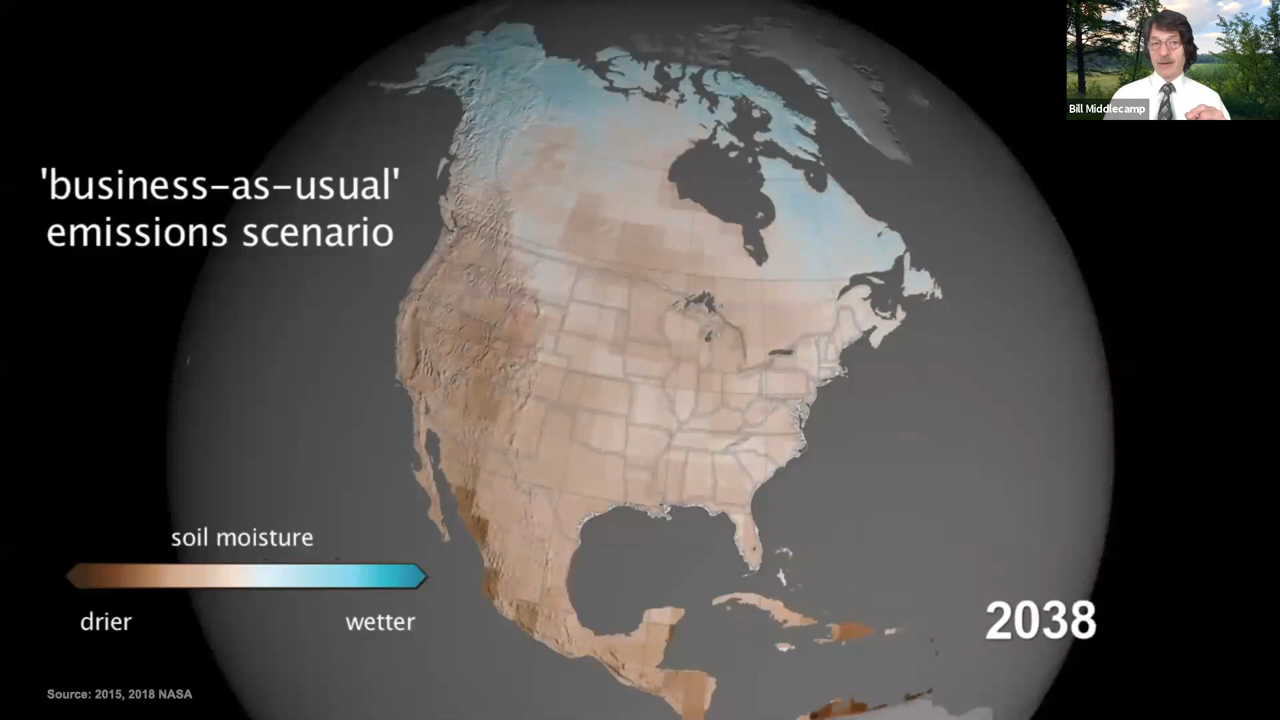 Bill Middlecamp
'business-as-usual'
emissions scenario
soil moisture
drier wetter
2038
Source: 2015, 2018 NASA